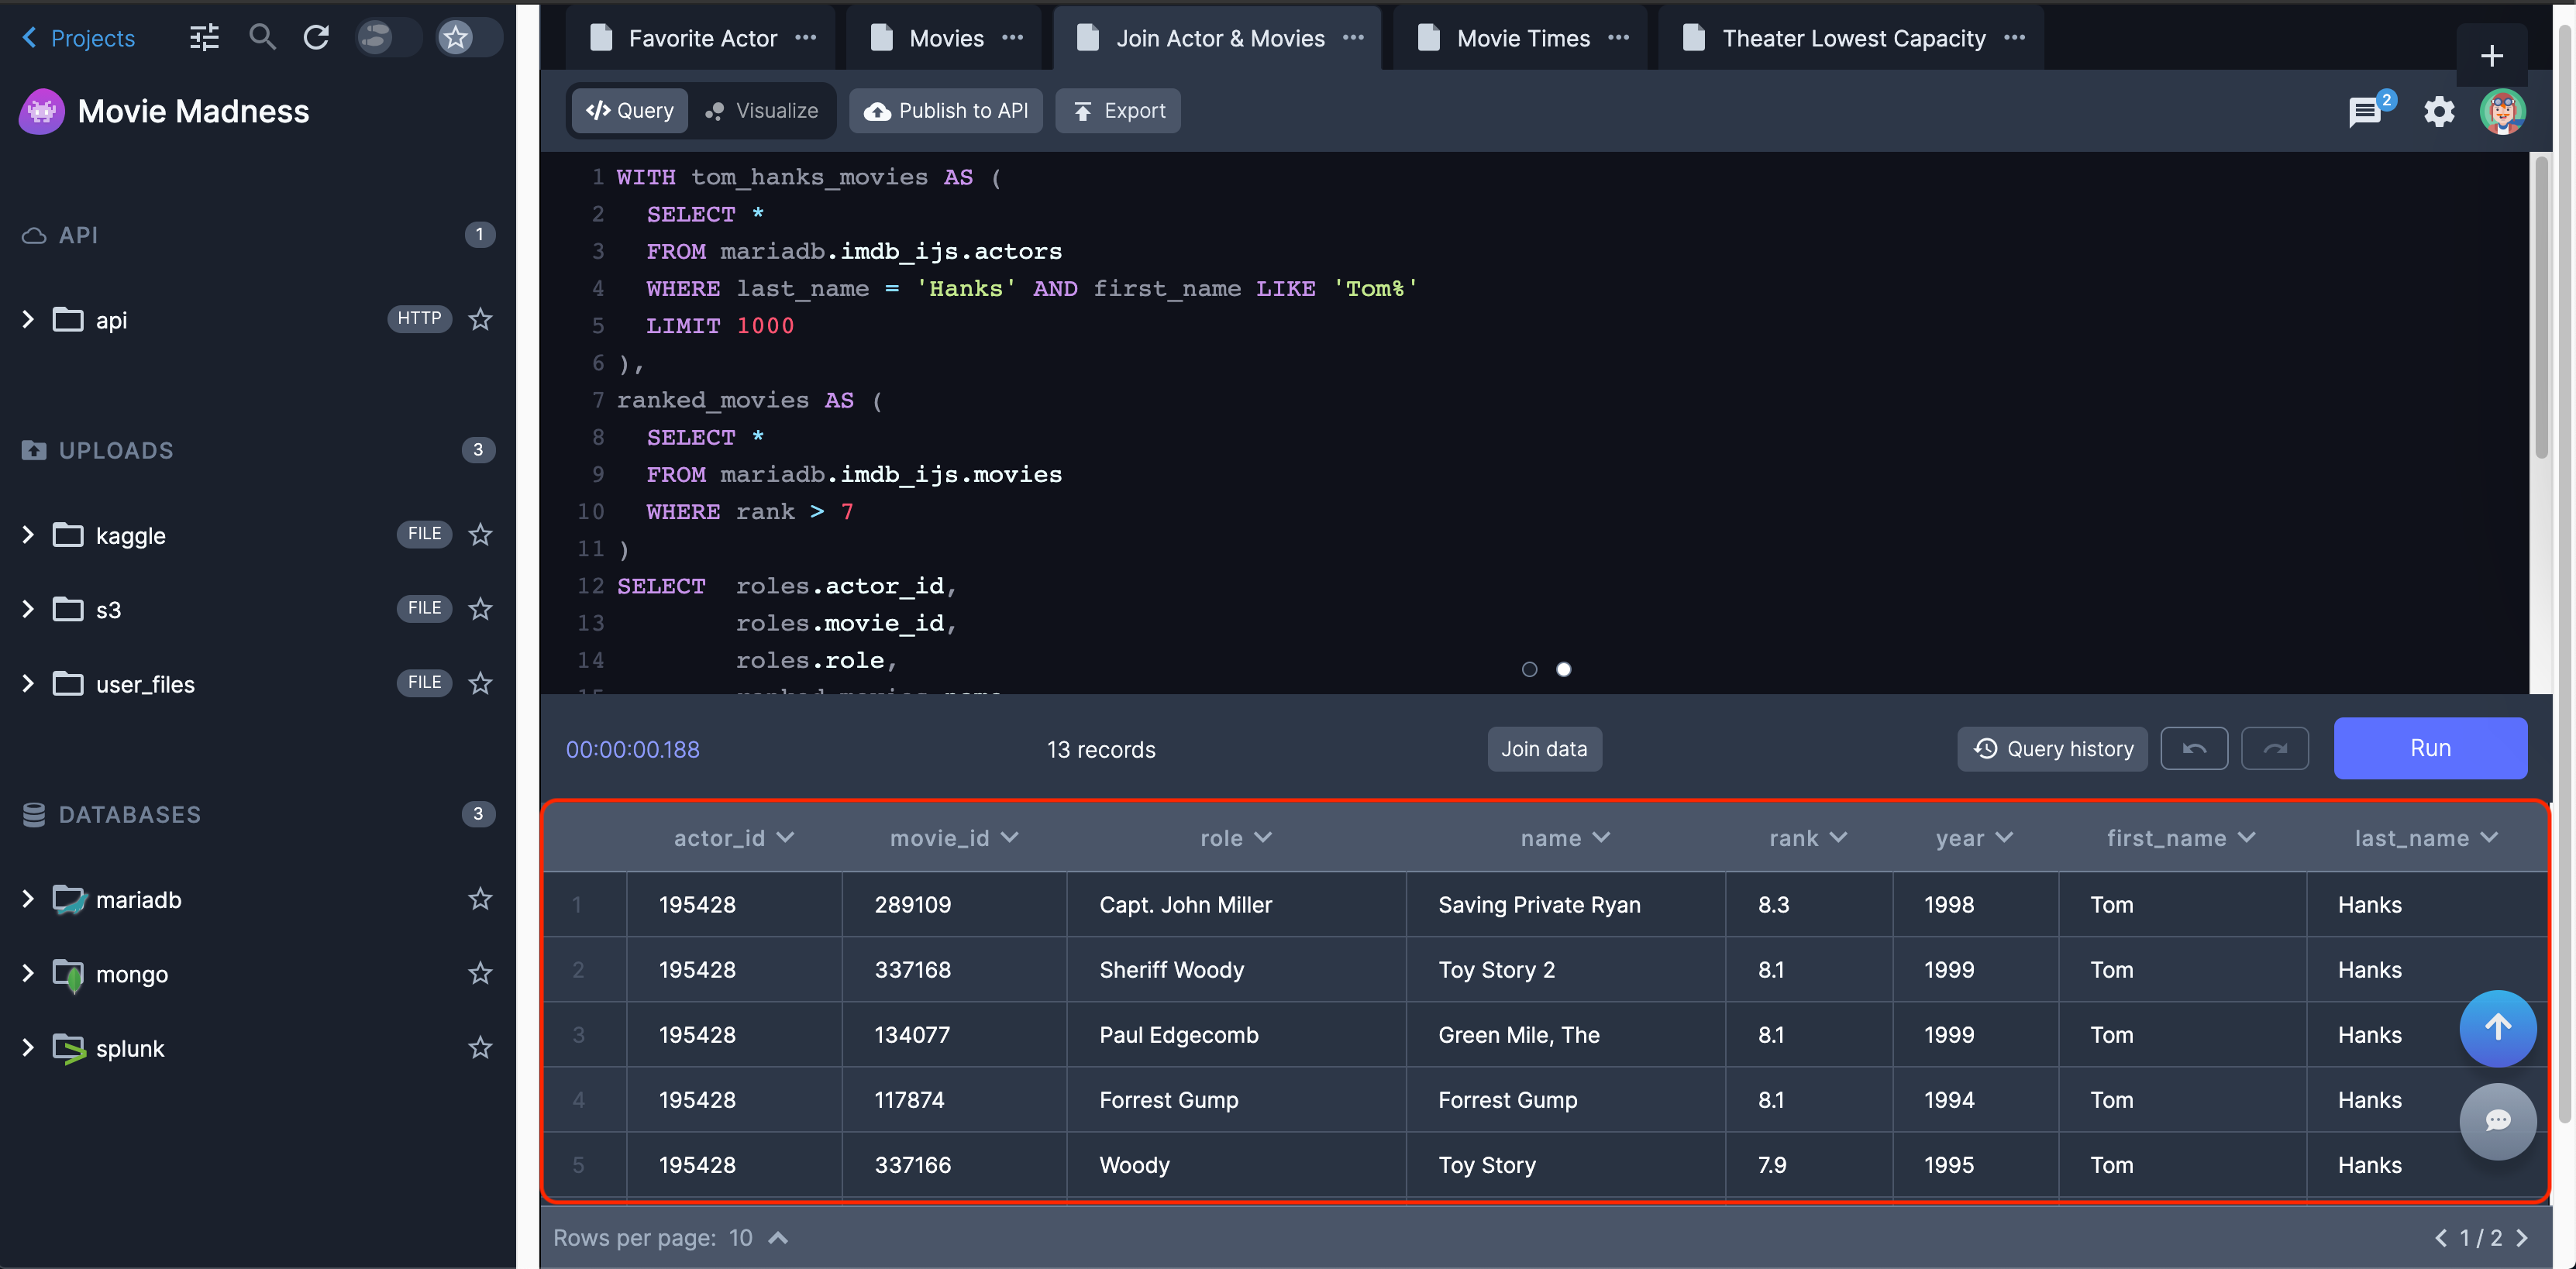 Projects
Movie Madness
API 1
api HTTP
UPLOADS 3
kaggle FILE
s3 FILE
user_files FILE
DATABASES 3
mariadb
mongo
splunk
Favorite Actor ··· Movies ··· Join Actor & Movies ··· Movie Times ··· Theater Lowest Capacity ···
</> Query Visualize Publish to API Export 2
1 WITH tom_hanks_movies AS (
2 SELECT *
3 FROM mariadb.imdb_ijs.actors
4 WHERE last_name = 'Hanks' AND first_name LIKE 'Tom%'
5 LIMIT 1000
6 ),
7 ranked_movies AS (
8 SELECT *
9 FROM mariadb.imdb_ijs.movies
10 WHERE rank > 7
11 )
12 SELECT roles.actor_id,
13 roles.movie_id,
14 roles.role,
00:00:00.188 13 records Join data Query history Run
actor_id movie_id role name rank year first_name last_name
1 195428 289109 Capt. John Miller Saving Private Ryan 8.3 1998 Tom Hanks
2 195428 337168 Sheriff Woody Toy Story 2 8.1 1999 Tom Hanks
3 195428 134077 Paul Edgecomb Green Mile, The 8.1 1999 Tom Hanks
4 195428 117874 Forrest Gump Forrest Gump 8.1 1994 Tom Hanks
5 195428 337166 Woody Toy Story 7.9 1995 Tom Hanks
Rows per page: 10 1 / 2